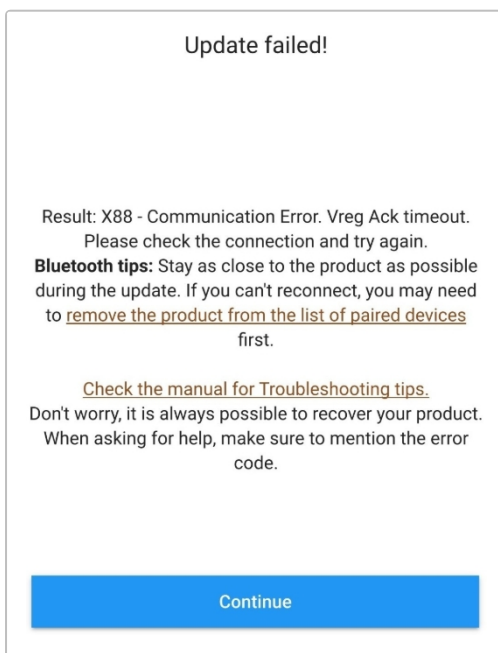 Update failed!
Result: X88 - Communication Error. Vreg Ack timeout.
Please check the connection and try again.
Bluetooth tips: Stay as close to the product as possible
during the update. If you can't reconnect, you may need
to remove the product from the list of paired devices
first.
Check the manual for Troubleshooting tips.
Don't worry, it is always possible to recover your product.
When asking for help, make sure to mention the error
code.
Continue